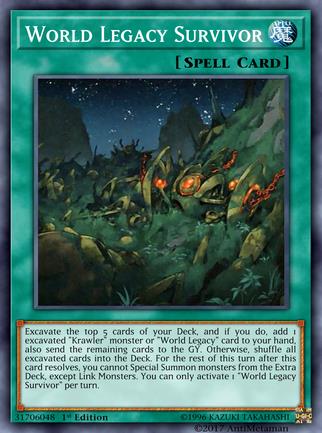 World Legacy Survivor
[Spell Card]
Excavate the top 5 cards of your Deck, and if you do, add 1
excavated "Krawler" monster or "World Legacy" card to your hand,
also send the remaining cards to the GY. Otherwise, shuffle all
excavated cards into the Deck. For the rest of this turn after this
card resolves, you cannot Special Summon monsters from the Extra
Deck, except Link Monsters. You can only activate 1 "World Legacy
Survivor" per turn.
31706048 1st Edition ©1996 KAZUKI TAKAHASHI
©2017 AntiMetaman